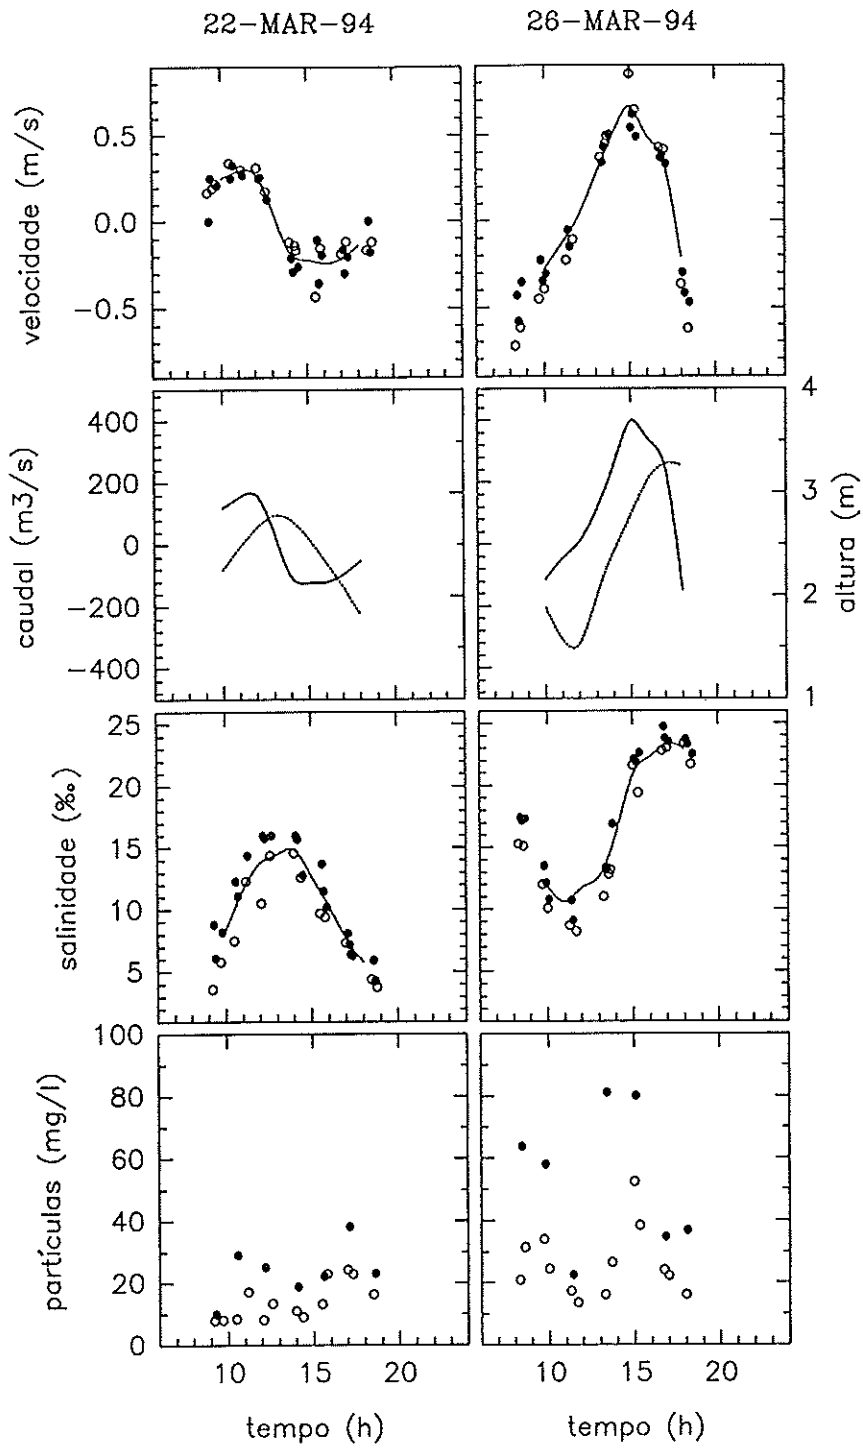 22-MAR-94 26-MAR-94
velocidade (m/s)
0.5
0.0
−0.5
caudal (m3/s)
400
200
0
−200
−400
4
3
2
1
altura (m)
salinidade (‰)
25
20
15
10
5
partículas (mg/l)
100
80
60
40
20
0
10 15 20
10 15 20
tempo (h)
tempo (h)